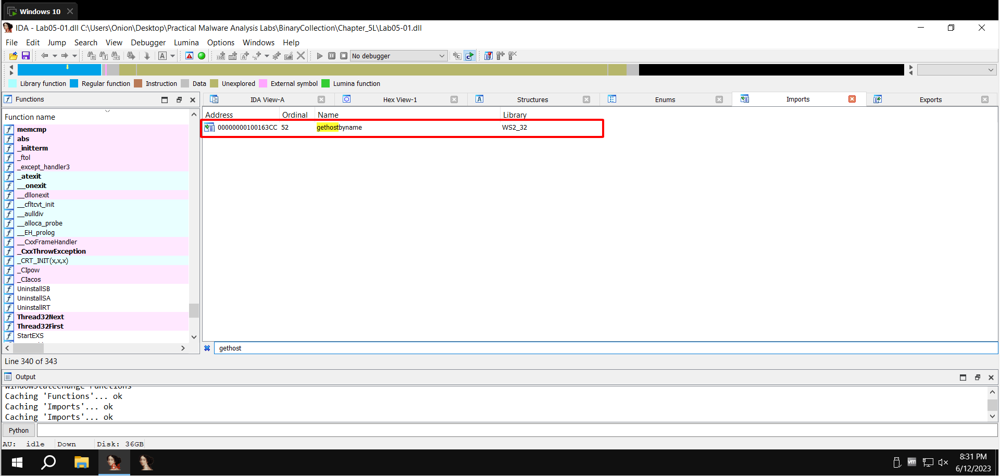 Windows 10
IDA - Lab05-01.dll C:\Users\Onion\Desktop\Practical Malware Analysis Labs\BinaryCollection\Chapter_5L\Lab05-01.dll
File Edit Jump Search View Debugger Lumina Options Windows Help
No debugger
Library function Regular function Instruction Data Unexplored External symbol Lumina function
Functions
IDA View-A Hex View-1 Structures Enums Imports Exports
Function name
memcmp
abs
_initterm
_ftol
_except_handler3
_atexit
__onexit
__dllonexit
__cfltcvt_init
__aulldiv
__alloca_probe
__EH_prolog
__CxxFrameHandler
_CxxThrowException
_CRT_INIT(x,x,x)
_CIpow
_CIacos
UninstallSB
UninstallSA
UninstallRT
Thread32Next
Thread32First
StartEXS
Line 340 of 343
Address Ordinal Name Library
00000000100163CC 52 gethostbyname WS2_32
gethost
Output
WindowStateChange Functions
Caching 'Functions'... ok
Caching 'Imports'... ok
Caching 'Imports'... ok
Python
AU: idle Down Disk: 36GB
8:31 PM
6/12/2023